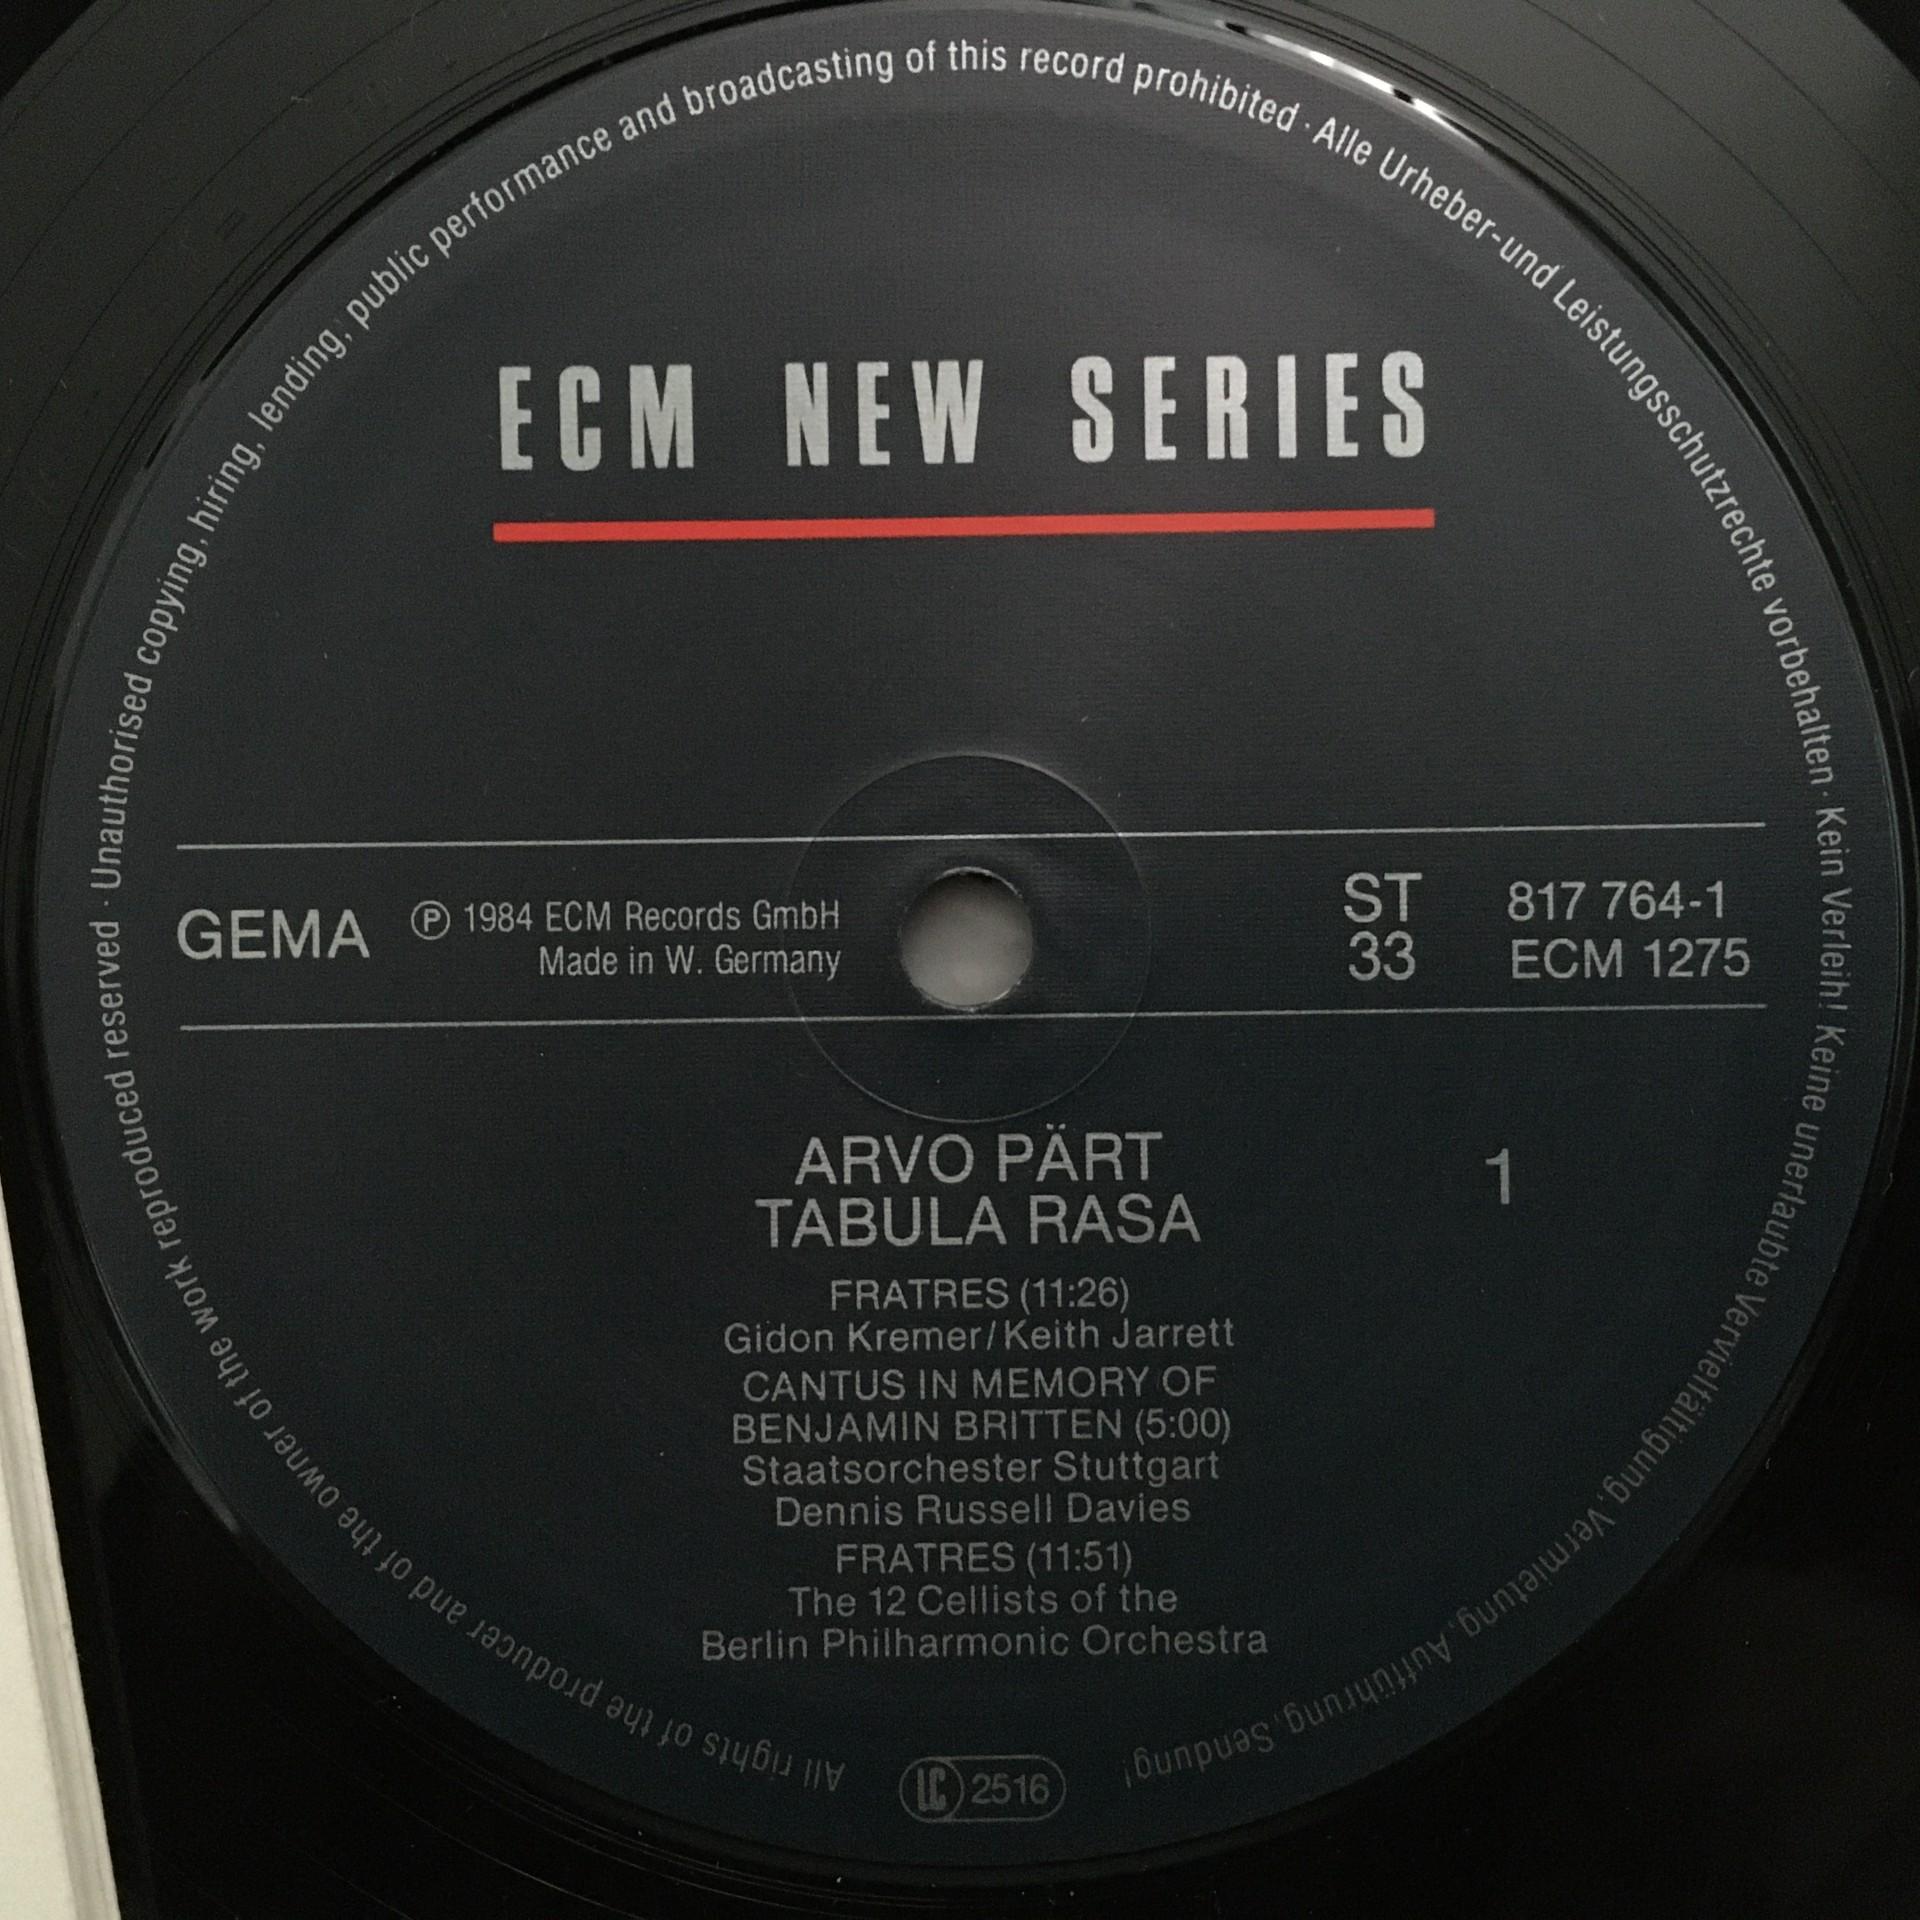 ECM NEW SERIES
GEMA
Ⓟ 1984 ECM Records GmbH
Made in W. Germany
ST
33
817 764-1
ECM 1275
ARVO PÄRT
TABULA RASA
1
FRATRES (11:26)
Gidon Kremer/Keith Jarrett
CANTUS IN MEMORY OF
BENJAMIN BRITTEN (5:00)
Staatsorchester Stuttgart
Dennis Russell Davies
FRATRES (11:51)
The 12 Cellists of the
Berlin Philharmonic Orchestra
LC 2516
All rights of the producer and of the owner of the work reproduced reserved · Unauthorised copying, hiring, lending, public performance and broadcasting of this record prohibited · Alle Urheber-und Leistungsschutzrechte vorbehalten · Kein Verleih! Keine unerlaubte Vervielfältigung, Vermietung, Aufführung, Sendung!